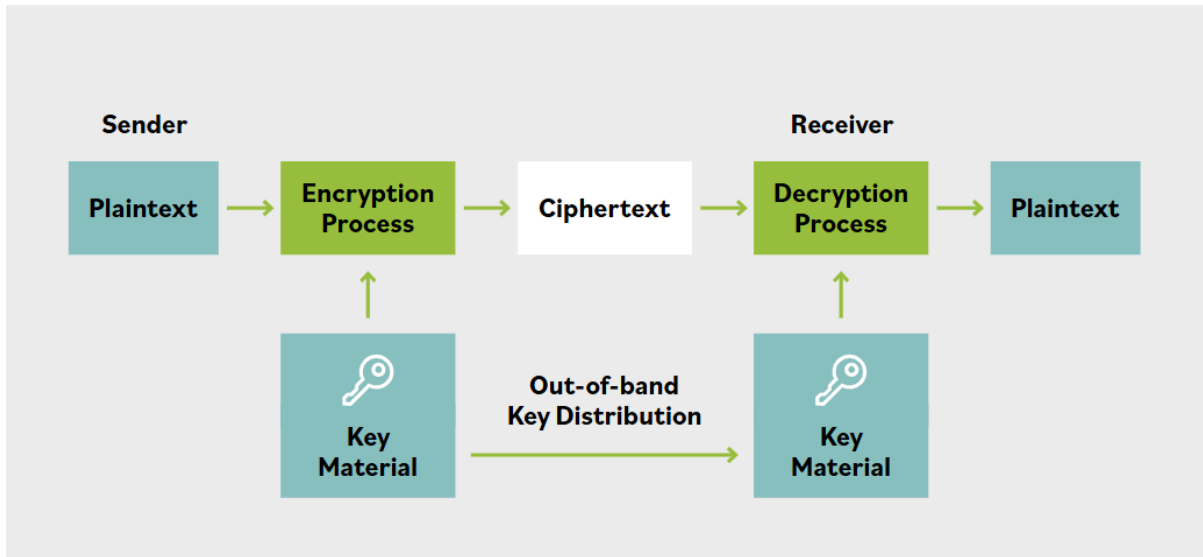 Sender
Receiver
Plaintext
Encryption
Process
Ciphertext
Decryption
Process
Plaintext
Out-of-band
Key Distribution
Key
Material
Key
Material